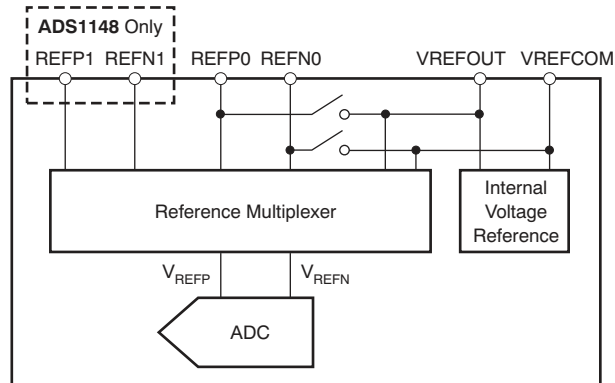 ADS1148 Only
REFP1 REFN1 REFP0 REFN0 VREFOUT VREFCOM
Reference Multiplexer
Internal
Voltage
Reference
VREFP VREFN
ADC